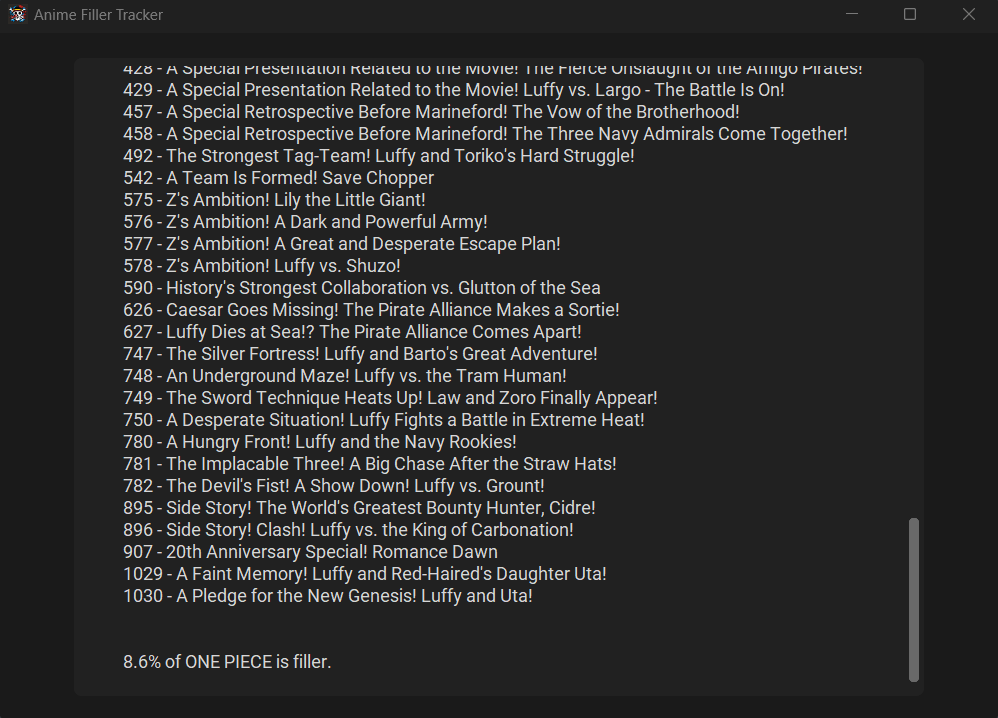 Anime Filler Tracker
428 - A Special Presentation Related to the Movie! The Fierce Onslaught of the Amigo Pirates!
429 - A Special Presentation Related to the Movie! Luffy vs. Largo - The Battle Is On!
457 - A Special Retrospective Before Marineford! The Vow of the Brotherhood!
458 - A Special Retrospective Before Marineford! The Three Navy Admirals Come Together!
492 - The Strongest Tag-Team! Luffy and Toriko's Hard Struggle!
542 - A Team Is Formed! Save Chopper
575 - Z's Ambition! Lily the Little Giant!
576 - Z's Ambition! A Dark and Powerful Army!
577 - Z's Ambition! A Great and Desperate Escape Plan!
578 - Z's Ambition! Luffy vs. Shuzo!
590 - History's Strongest Collaboration vs. Glutton of the Sea
626 - Caesar Goes Missing! The Pirate Alliance Makes a Sortie!
627 - Luffy Dies at Sea!? The Pirate Alliance Comes Apart!
747 - The Silver Fortress! Luffy and Barto's Great Adventure!
748 - An Underground Maze! Luffy vs. the Tram Human!
749 - The Sword Technique Heats Up! Law and Zoro Finally Appear!
750 - A Desperate Situation! Luffy Fights a Battle in Extreme Heat!
780 - A Hungry Front! Luffy and the Navy Rookies!
781 - The Implacable Three! A Big Chase After the Straw Hats!
782 - The Devil's Fist! A Show Down! Luffy vs. Grount!
895 - Side Story! The World's Greatest Bounty Hunter, Cidre!
896 - Side Story! Clash! Luffy vs. the King of Carbonation!
907 - 20th Anniversary Special! Romance Dawn
1029 - A Faint Memory! Luffy and Red-Haired's Daughter Uta!
1030 - A Pledge for the New Genesis! Luffy and Uta!
8.6% of ONE PIECE is filler.